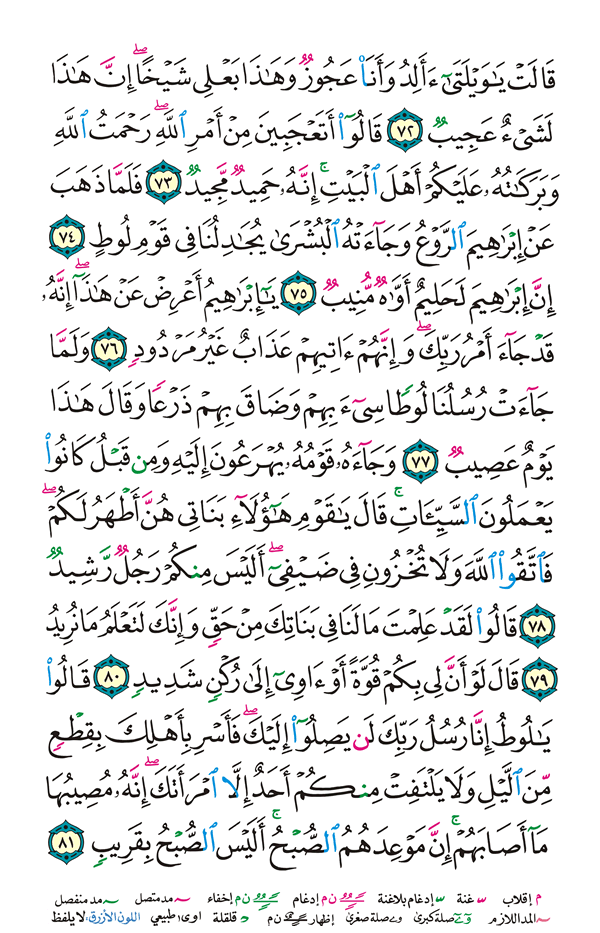 قَالَتْ يَـٰوَيْلَتَىٰٓ ءَأَلِدُ وَأَنَا۠ عَجُوزٌ وَهَـٰذَا بَعْلِى شَيْخًا ۖ إِنَّ هَـٰذَا
لَشَىْءٌ عَجِيبٌ ٧٢ قَالُوٓا۟ أَتَعْجَبِينَ مِنْ أَمْرِ ٱللَّهِ ۖ رَحْمَتُ ٱللَّهِ
وَبَرَكَـٰتُهُۥ عَلَيْكُمْ أَهْلَ ٱلْبَيْتِ ۚ إِنَّهُۥ حَمِيدٌ مَّجِيدٌ ٧٣ فَلَمَّا ذَهَبَ
عَنْ إِبْرَٰهِيمَ ٱلرَّوْعُ وَجَآءَتْهُ ٱلْبُشْرَىٰ يُجَـٰدِلُنَا فِى قَوْمِ لُوطٍ ٧٤
إِنَّ إِبْرَٰهِيمَ لَحَلِيمٌ أَوَّٰهٌ مُّنِيبٌ ٧٥ يَـٰٓإِبْرَٰهِيمُ أَعْرِضْ عَنْ هَـٰذَآ ۖ إِنَّهُۥ
قَدْ جَآءَ أَمْرُ رَبِّكَ ۖ وَإِنَّهُمْ ءَاتِيهِمْ عَذَابٌ غَيْرُ مَرْدُودٍ ٧٦ وَلَمَّا
جَآءَتْ رُسُلُنَا لُوطًا سِىٓءَ بِهِمْ وَضَاقَ بِهِمْ ذَرْعًا وَقَالَ هَـٰذَا
يَوْمٌ عَصِيبٌ ٧٧ وَجَآءَهُۥ قَوْمُهُۥ يُهْرَعُونَ إِلَيْهِ وَمِن قَبْلُ كَانُوا۟
يَعْمَلُونَ ٱلسَّيِّـَٔاتِ ۚ قَالَ يَـٰقَوْمِ هَـٰٓؤُلَآءِ بَنَاتِى هُنَّ أَطْهَرُ لَكُمْ ۖ
فَٱتَّقُوا۟ ٱللَّهَ وَلَا تُخْزُونِ فِى ضَيْفِىٓ ۖ أَلَيْسَ مِنكُمْ رَجُلٌ رَّشِيدٌ
٧٨ قَالُوا۟ لَقَدْ عَلِمْتَ مَا لَنَا فِى بَنَاتِكَ مِنْ حَقٍّ وَإِنَّكَ لَتَعْلَمُ مَا نُرِيدُ
٧٩ قَالَ لَوْ أَنَّ لِى بِكُمْ قُوَّةً أَوْ ءَاوِىٓ إِلَىٰ رُكْنٍ شَدِيدٍ ٨٠ قَالُوا۟
يَـٰلُوطُ إِنَّا رُسُلُ رَبِّكَ لَن يَصِلُوٓا۟ إِلَيْكَ ۖ فَأَسْرِ بِأَهْلِكَ بِقِطْعٍ
مِّنَ ٱلَّيْلِ وَلَا يَلْتَفِتْ مِنكُمْ أَحَدٌ إِلَّا ٱمْرَأَتَكَ ۖ إِنَّهُۥ مُصِيبُهَا
مَآ أَصَابَهُمْ ۚ إِنَّ مَوْعِدَهُمُ ٱلصُّبْحُ ۚ أَلَيْسَ ٱلصُّبْحُ بِقَرِيبٍ ٨١
م إقلاب غنة إدغام بلاغنة ن م إدغام ن م إخفاء مد متصل مد منفصل
المد اللازم صلة كبرى صلة صغرى إظهار ن م قلقلة اوى طبيعي اللون الأزرق: لا يلفظ